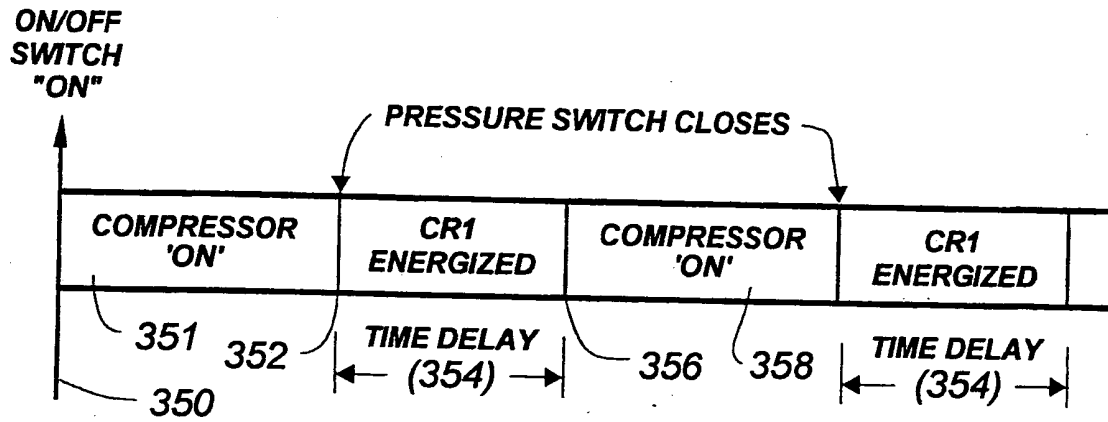 ON/OFF
SWITCH
"ON"
PRESSURE SWITCH CLOSES
COMPRESSOR
'ON'
CR1
ENERGIZED
COMPRESSOR
'ON'
CR1
ENERGIZED
351
352
TIME DELAY
(354)
356
358
TIME DELAY
(354)
350